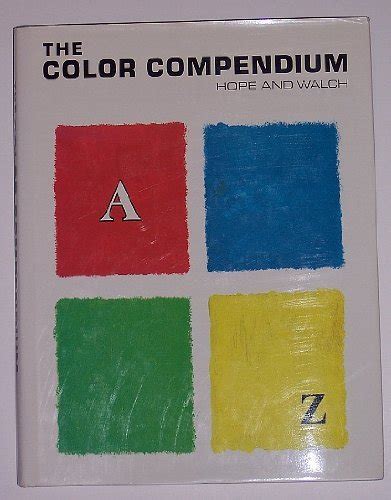 THE
COLOR COMPENDIUM
HOPE AND WALCH
A
Z